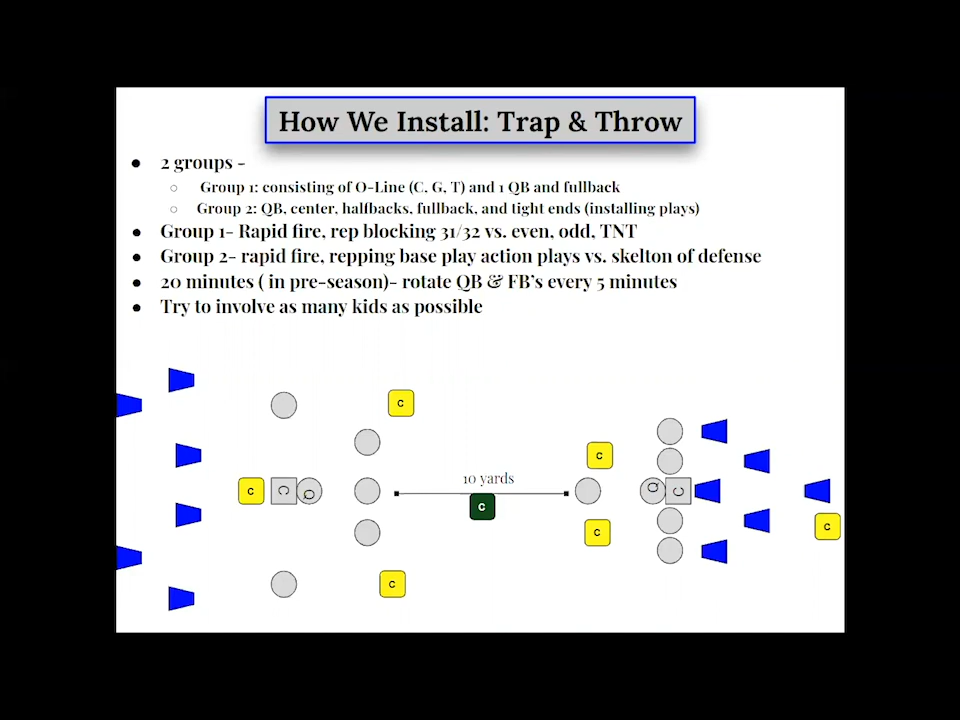 How We Install: Trap & Throw
● 2 groups -
○ Group 1: consisting of O-Line (C, G, T) and 1 QB and fullback
○ Group 2: QB, center, halfbacks, fullback, and tight ends (installing plays)
● Group 1- Rapid fire, rep blocking 31/32 vs. even, odd, TNT
● Group 2- rapid fire, repping base play action plays vs. skelton of defense
● 20 minutes ( in pre-season)- rotate QB & FB's every 5 minutes
● Try to involve as many kids as possible
C
C
10 yards
C
C
Q
Q
C
C
C
C
C
C